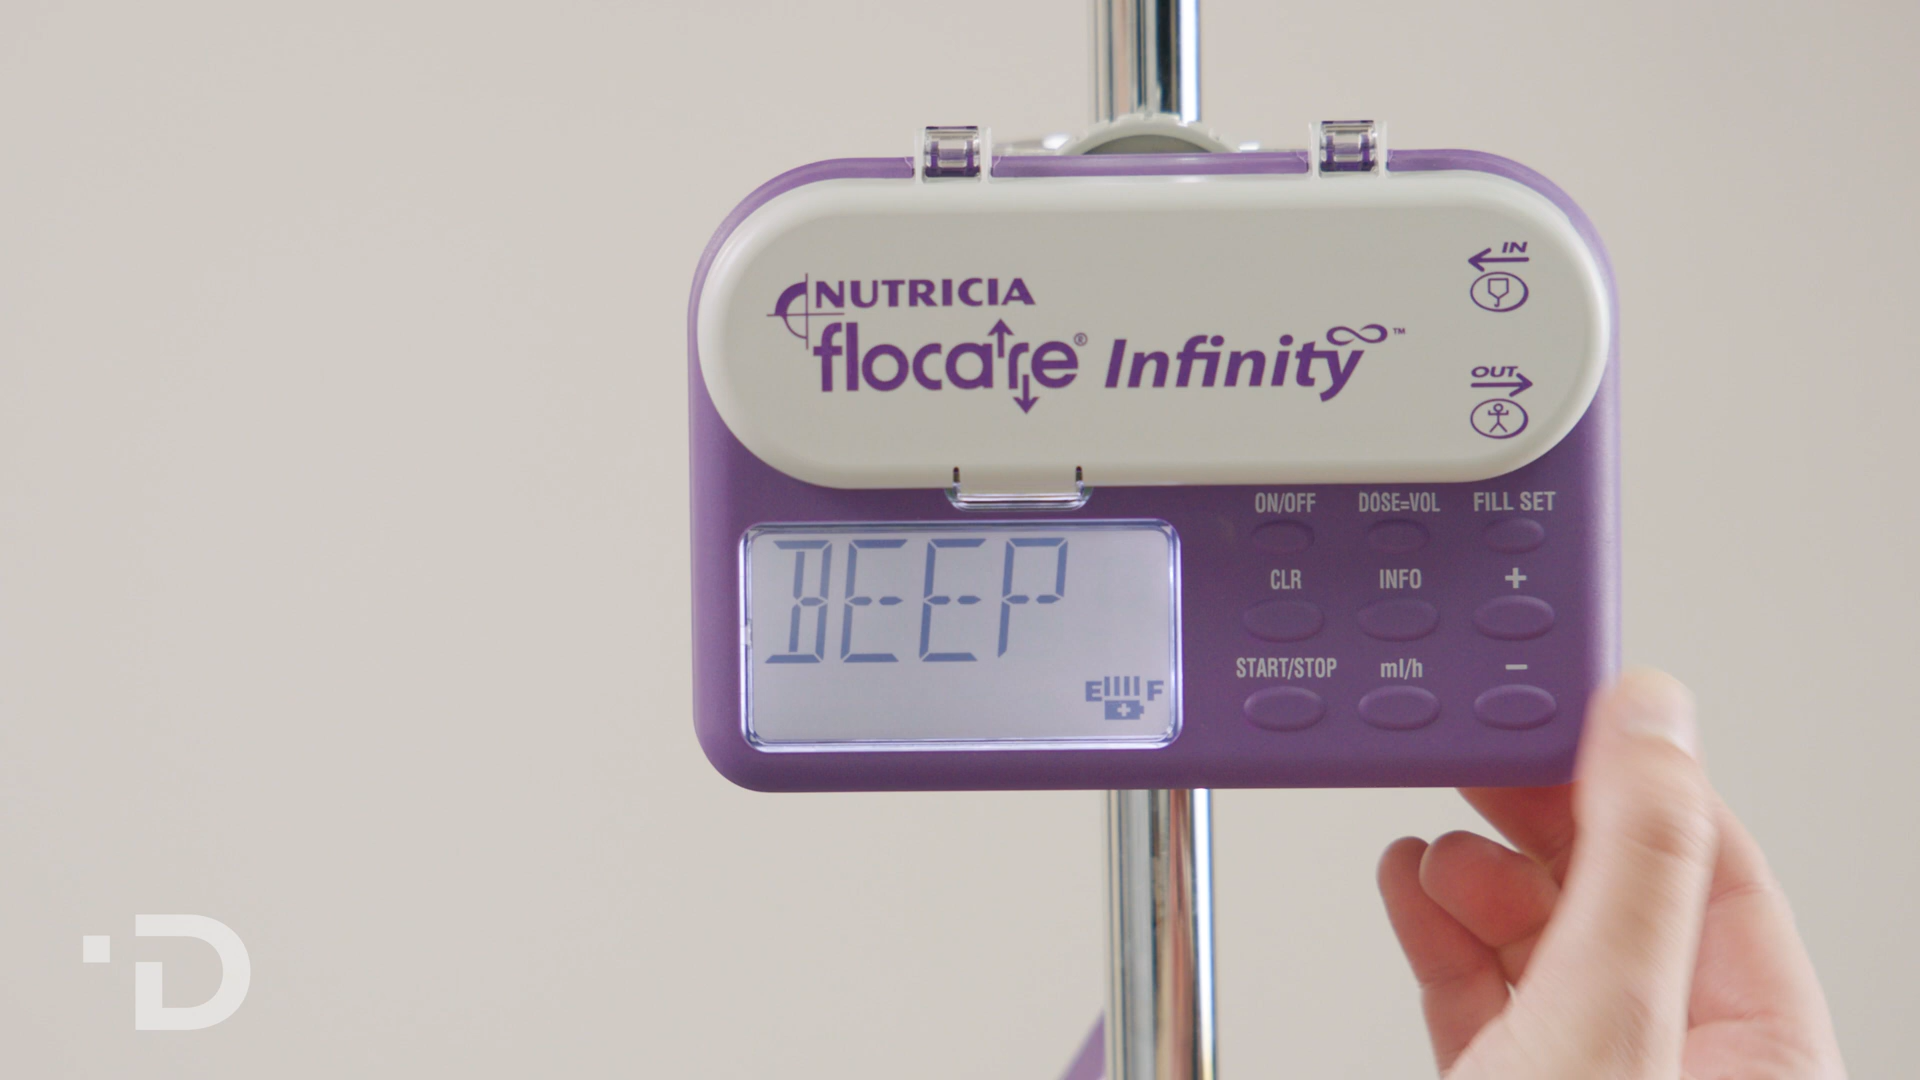 NUTRICIA
flocare® Infinity™
IN
OUT
ON/OFF DOSE=VOL FILL SET
CLR INFO +
START/STOP ml/h −
BEEP
E F
D